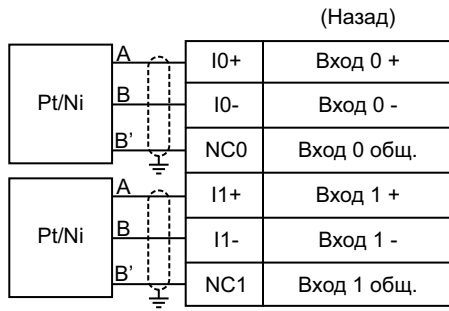 (Назад)
A I0+ Вход 0 +
Pt/Ni B I0- Вход 0 -
B’ NC0 Вход 0 общ.
A I1+ Вход 1 +
Pt/Ni B I1- Вход 1 -
B’ NC1 Вход 1 общ.